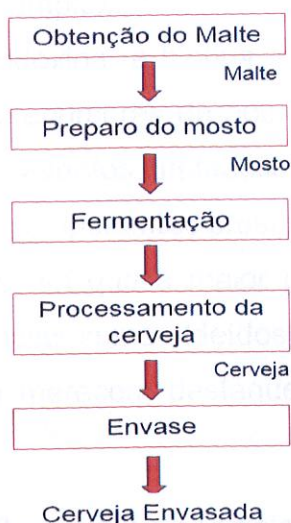 Obtenção do Malte
Malte
Preparo do mosto
Mosto
Fermentação
Processamento da
cerveja
Cerveja
Envase
Cerveja Envasada